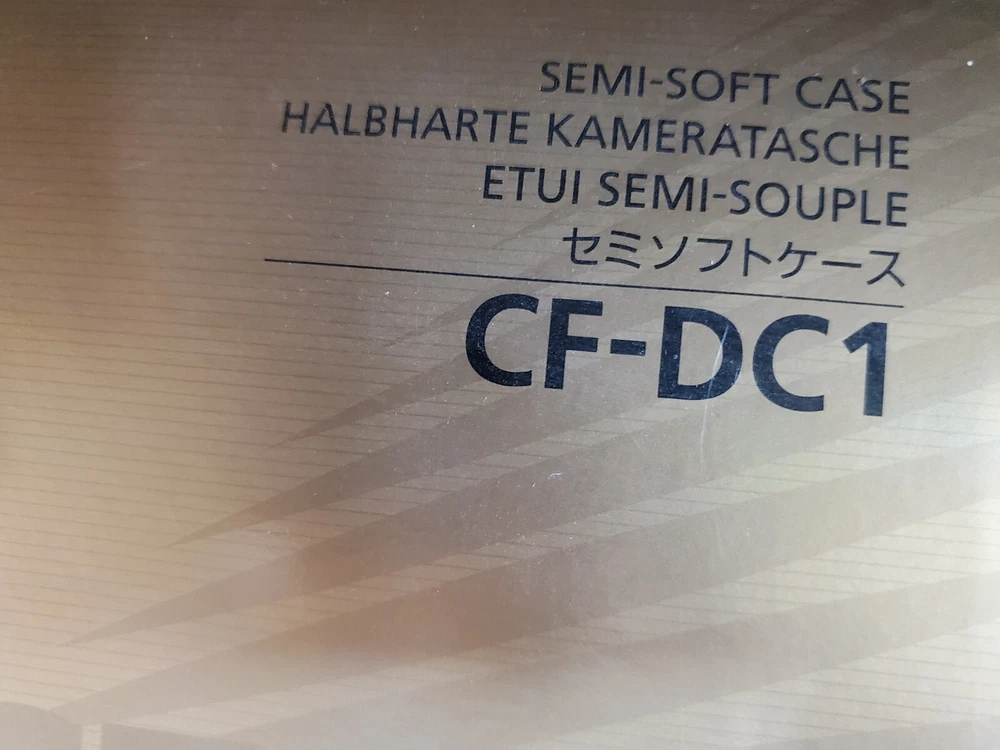 SEMI-SOFT CASE
HALBHARTE KAMERATASCHE
ETUI SEMI-SOUPLE
セミソフトケース
CF-DC1